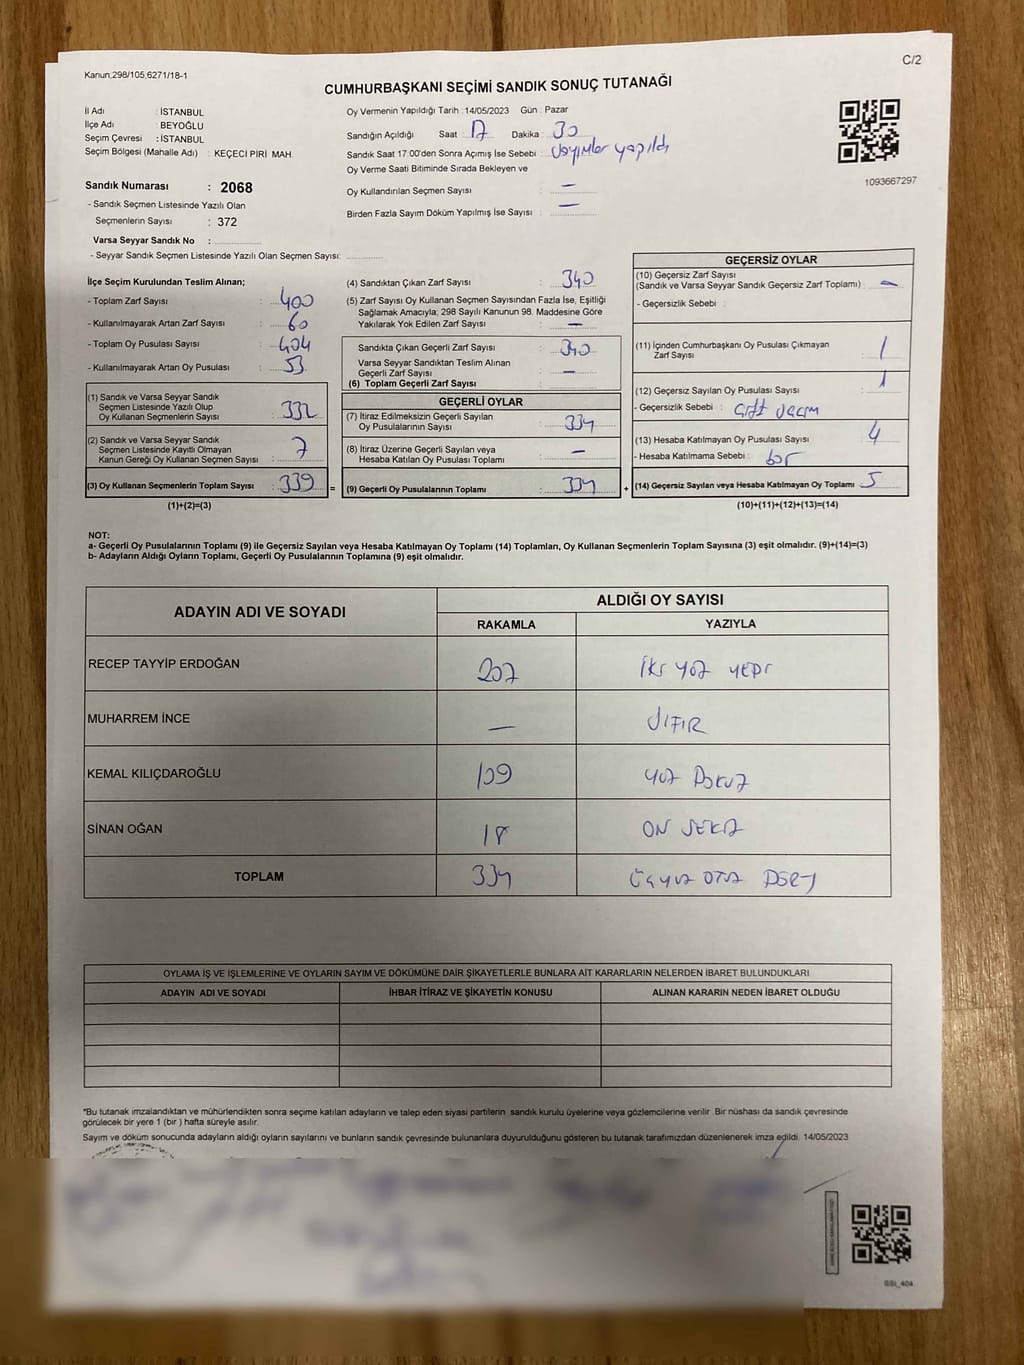 C/2
Kanun,298/105,6271/18-1
CUMHURBAŞKANI SEÇİMİ SANDIK SONUÇ TUTANAĞI
İl Adı : İSTANBUL
İlçe Adı : BEYOĞLU
Seçim Çevresi : İSTANBUL
Seçim Bölgesi (Mahalle Adı) : KEÇECİ PİRİ MAH
Sandık Numarası : 2068
- Sandık Seçmen Listesinde Yazılı Olan
Seçmenlerin Sayısı : 372
Varsa Seyyar Sandık No :
- Seyyar Sandık Seçmen Listesinde Yazılı Olan Seçmen Sayısı:
Oy Vermenin Yapıldığı Tarih :14/05/2023 Gün : Pazar
Sandığın Açıldığı Saat : 17 Dakika : 30
Sandık Saat 17:00'den Sonra Açımış İse Sebebi : sayımlar yapıldı
Oy Verme Saati Bitiminde Sırada Bekleyen ve
Oy Kullandırılan Seçmen Sayısı : —
Birden Fazla Sayım Döküm Yapılmış İse Sayısı : —
1093667297
İlçe Seçim Kurulundan Teslim Alınan;
- Toplam Zarf Sayısı : 400
- Kullanılmayarak Artan Zarf Sayısı : 60
- Toplam Oy Pusulası Sayısı : 404
- Kullanılmayarak Artan Oy Pusulası : 53
(1) Sandık ve Varsa Seyyar Sandık
Seçmen Listesinde Yazılı Olup
Oy Kullanan Seçmenlerin Sayısı : 332
(2) Sandık ve Varsa Seyyar Sandık
Seçmen Listesinde Kayıtlı Olmayan
Kanun Gereği Oy Kullanan Seçmen Sayısı : 7
(3) Oy Kullanan Seçmenlerin Toplam Sayısı : 339
(1)+(2)=(3)
=
(4) Sandıktan Çıkan Zarf Sayısı : 340
(5) Zarf Sayısı Oy Kullanan Seçmen Sayısından Fazla İse, Eşitliği
Sağlamak Amacıyla; 298 Sayılı Kanunun 98. Maddesine Göre
Yakılarak Yok Edilen Zarf Sayısı : —
Sandıkta Çıkan Geçerli Zarf Sayısı : 340
Varsa Seyyar Sandıktan Teslim Alınan
Geçerli Zarf Sayısı : —
(6) Toplam Geçerli Zarf Sayısı :
GEÇERLİ OYLAR
(7) İtiraz Edilmeksizin Geçerli Sayılan
Oy Pusulalarının Sayısı : 334
(8) İtiraz Üzerine Geçerli Sayılan veya
Hesaba Katılan Oy Pusulası Toplamı : —
(9) Geçerli Oy Pusulalarının Toplamı : 334
+
GEÇERSİZ OYLAR
(10) Geçersiz Zarf Sayısı
(Sandık ve Varsa Seyyar Sandık Geçersiz Zarf Toplamı) : —
- Geçersizlik Sebebi :
(11) İçinden Cumhurbaşkanı Oy Pusulası Çıkmayan
Zarf Sayısı : 1
(12) Geçersiz Sayılan Oy Pusulası Sayısı : 1
- Geçersizlik Sebebi : Çift seçim
(13) Hesaba Katılmayan Oy Pusulası Sayısı : 4
- Hesaba Katılmama Sebebi :
(14) Geçersiz Sayılan veya Hesaba Katılmayan Oy Toplamı : 5
(10)+(11)+(12)+(13)=(14)
NOT:
a- Geçerli Oy Pusulalarının Toplamı (9) ile Geçersiz Sayılan veya Hesaba Katılmayan Oy Toplamı (14) Toplamları, Oy Kullanan Seçmenlerin Toplam Sayısına (3) eşit olmalıdır. (9)+(14)=(3)
b- Adayların Aldığı Oyların Toplamı, Geçerli Oy Pusulalarının Toplamına (9) eşit olmalıdır.
ADAYIN ADI VE SOYADI
ALDIĞI OY SAYISI
RAKAMLA YAZIYLA
RECEP TAYYİP ERDOĞAN 207 İKİ YÜZ YEDİ
MUHARREM İNCE — SIFIR
KEMAL KILIÇDAROĞLU 109 YÜZ DOKUZ
SİNAN OĞAN 18 ON SEKİZ
TOPLAM 334 ÜÇYÜZ OTUZ DÖRT
OYLAMA İŞ VE İŞLEMLERİNE VE OYLARIN SAYIM VE DÖKÜMÜNE DAİR ŞİKAYETLERLE BUNLARA AİT KARARLARIN NELERDEN İBARET BULUNDUKLARI
ADAYIN ADI VE SOYADI İHBAR İTİRAZ VE ŞİKAYETİN KONUSU ALINAN KARARIN NEDEN İBARET OLDUĞU
*Bu tutanak imzalandıktan ve mühürlendikten sonra seçime katılan adayların ve talep eden siyasi partilerin sandık kurulu üyelerine veya gözlemcilerine verilir .Bir nüshası da sandık çevresinde
görülecek bir yere 1 (bir ) hafta süreyle asılır.
Sayım ve döküm sonucunda adayların aldığı oyların sayılarını ve bunların sandık çevresinde bulunanlara duyurulduğunu gösteren bu tutanak tarafımızdan düzenlenerek imza edildi. 14/05/2023
SSI_404